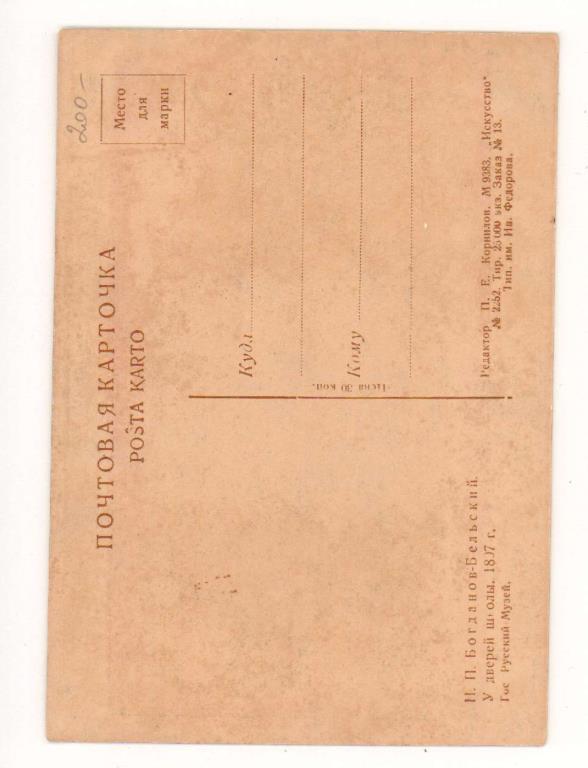 200—
Место
для
марки
ПОЧТОВАЯ КАРТОЧКА
POŜTA KARTO
Куда
Кому
Цена 30 коп.
Н. П. Богданов-Бельский.
У дверей школы. 1897 г.
Гос Русский Музей.
Редактор П. Е. Корнилов. М 9383. „Искусство"
№ 2252. Тир. 25000 экз. Заказ № 13.
Тип. им. Ив. Федорова.